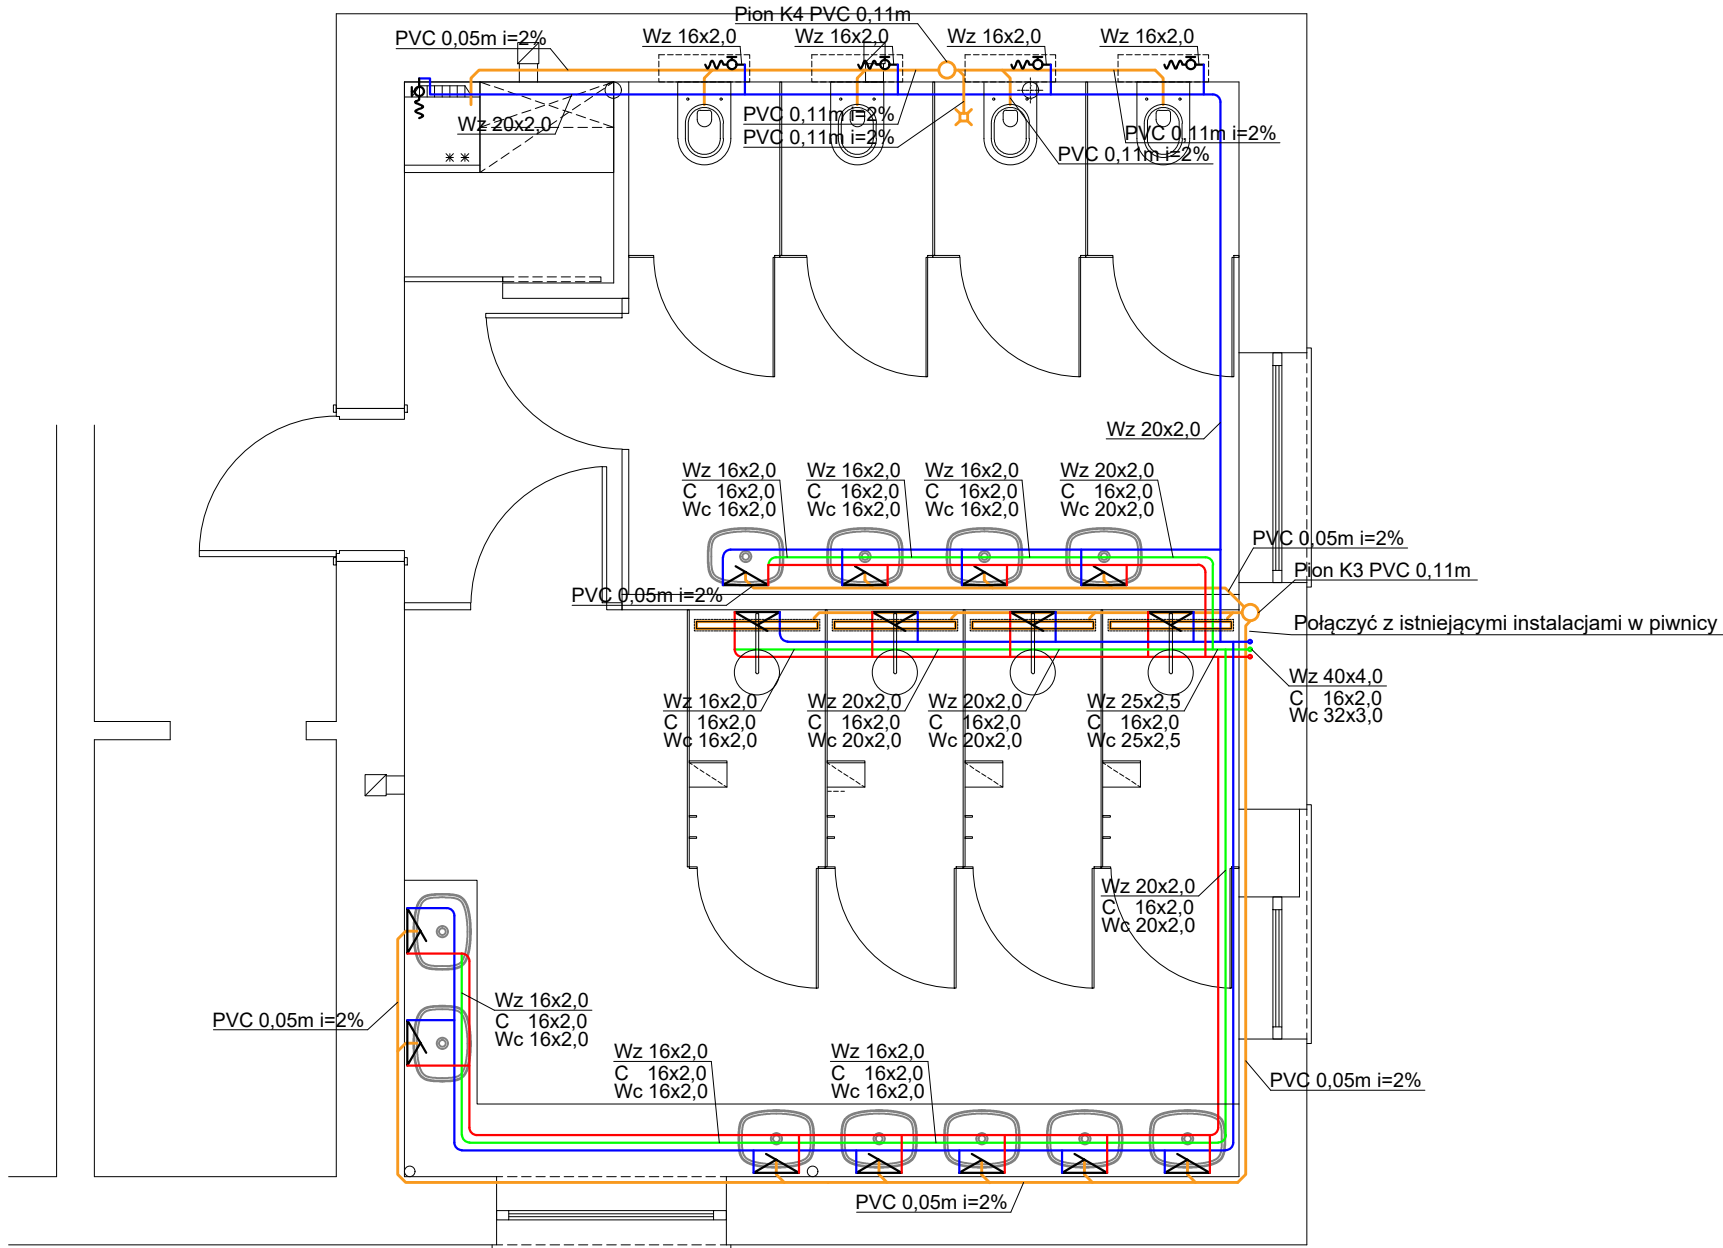 Pion K4 PVC 0,11m
PVC 0,05m i=2%
Wz 16x2,0
Wz 16x2,0
Wz 16x2,0
Wz 16x2,0
Wz 20x2,0
PVC 0,11m i=2%
PVC 0,11m i=2%
PVC 0,11m i=2%
PVC 0,11m i=2%
Wz 20x2,0
Wz 16x2,0
C 16x2,0
Wc 16x2,0
Wz 16x2,0
C 16x2,0
Wc 16x2,0
Wz 16x2,0
C 16x2,0
Wc 16x2,0
Wz 20x2,0
C 16x2,0
Wc 20x2,0
PVC 0,05m i=2%
Pion K3 PVC 0,11m
PVC 0,05m i=2%
Połączyć z istniejącymi instalacjami w piwnicy
Wz 40x4,0
C 16x2,0
Wc 32x3,0
Wz 16x2,0
C 16x2,0
Wc 16x2,0
Wz 20x2,0
C 16x2,0
Wc 20x2,0
Wz 20x2,0
C 16x2,0
Wc 20x2,0
Wz 25x2,5
C 16x2,0
Wc 25x2,5
Wz 20x2,0
C 16x2,0
Wc 20x2,0
Wz 16x2,0
C 16x2,0
Wc 16x2,0
PVC 0,05m i=2%
Wz 16x2,0
C 16x2,0
Wc 16x2,0
Wz 16x2,0
C 16x2,0
Wc 16x2,0
PVC 0,05m i=2%
PVC 0,05m i=2%